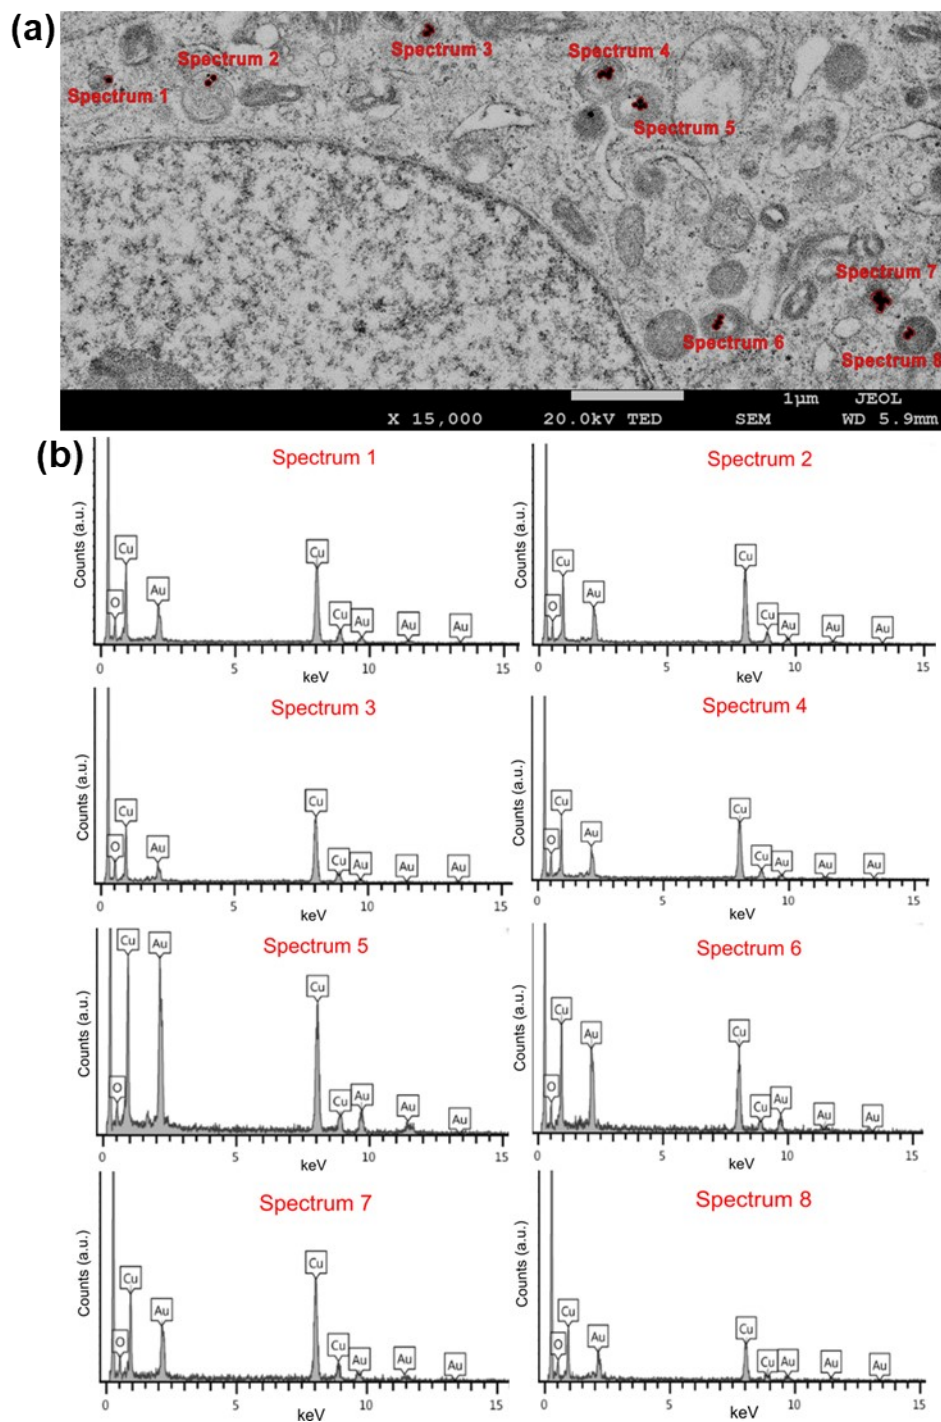 (a)
Spectrum 3
Spectrum 4
Spectrum 2
Spectrum 1
Spectrum 5
Spectrum 7
Spectrum 6
Spectrum 8
1µm JEOL
X 15,000 20.0kV TED SEM WD 5.9mm
(b)
Spectrum 1
Counts (a.u.)
O
Cu
Au
Cu
Cu
Au
Au
Au
0 5 10 15
keV
Spectrum 2
Counts (a.u.)
O
Cu
Au
Cu
Cu
Au
Au
Au
0 5 10 15
keV
Spectrum 3
Counts (a.u.)
O
Cu
Au
Cu
Cu
Au
Au
Au
0 5 10 15
keV
Spectrum 4
Counts (a.u.)
O
Cu
Au
Cu
Cu
Au
Au
Au
0 5 10 15
keV
Spectrum 5
Counts (a.u.)
O
Cu
Au
Cu
Cu
Au
Au
Au
0 5 10 15
keV
Spectrum 6
Counts (a.u.)
O
Cu
Au
Cu
Cu
Au
Au
Au
0 5 10 15
keV
Spectrum 7
Counts (a.u.)
O
Cu
Au
Cu
Cu
Au
Au
Au
0 5 10 15
keV
Spectrum 8
Counts (a.u.)
O
Cu
Au
Cu
Cu
Au
Au
Au
0 5 10 15
keV